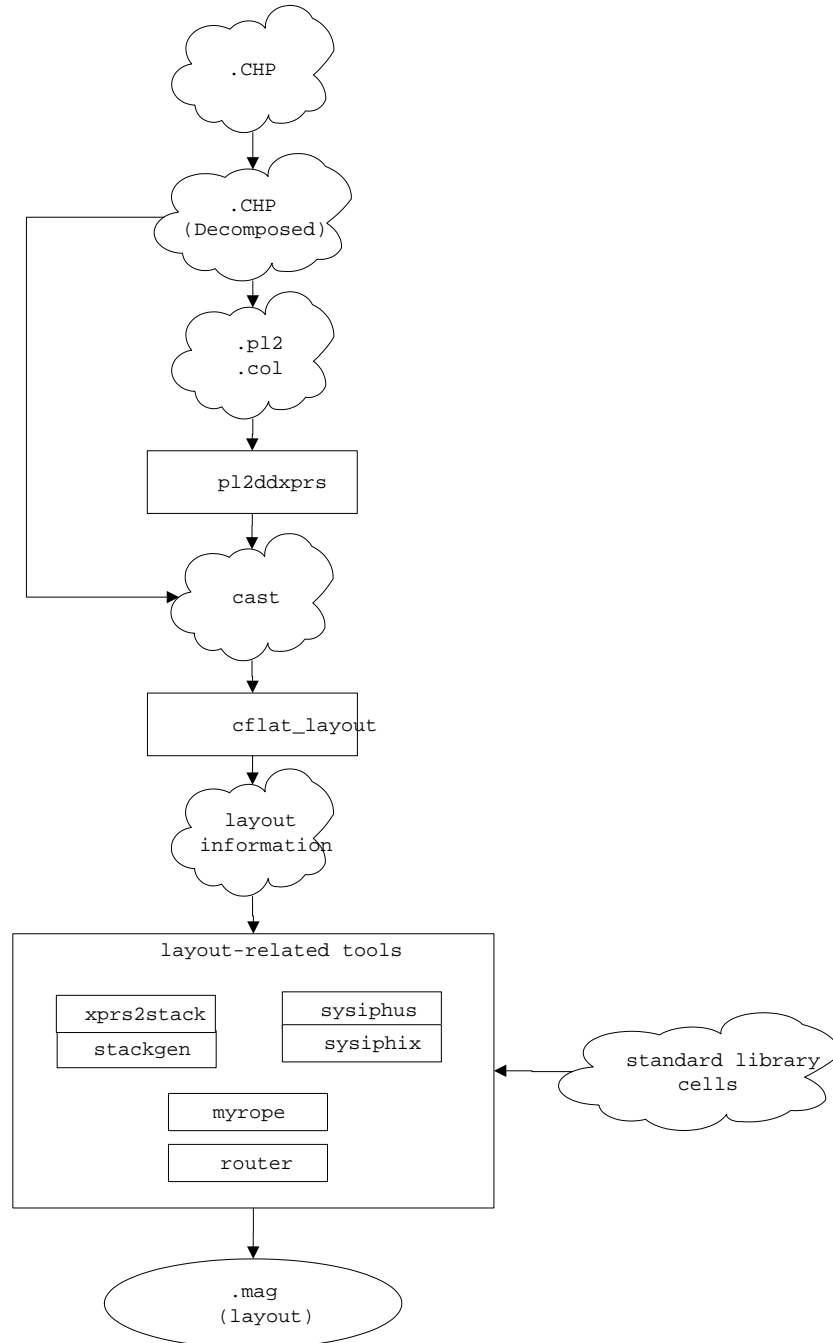 .CHP
.CHP
(Decomposed)
.pl2
.col
pl2ddxprs
cast
cflat_layout
layout
information
layout-related tools
xprs2stack
stackgen
sysiphus
sysiphix
standard library
cells
myrope
router
.mag
(layout)